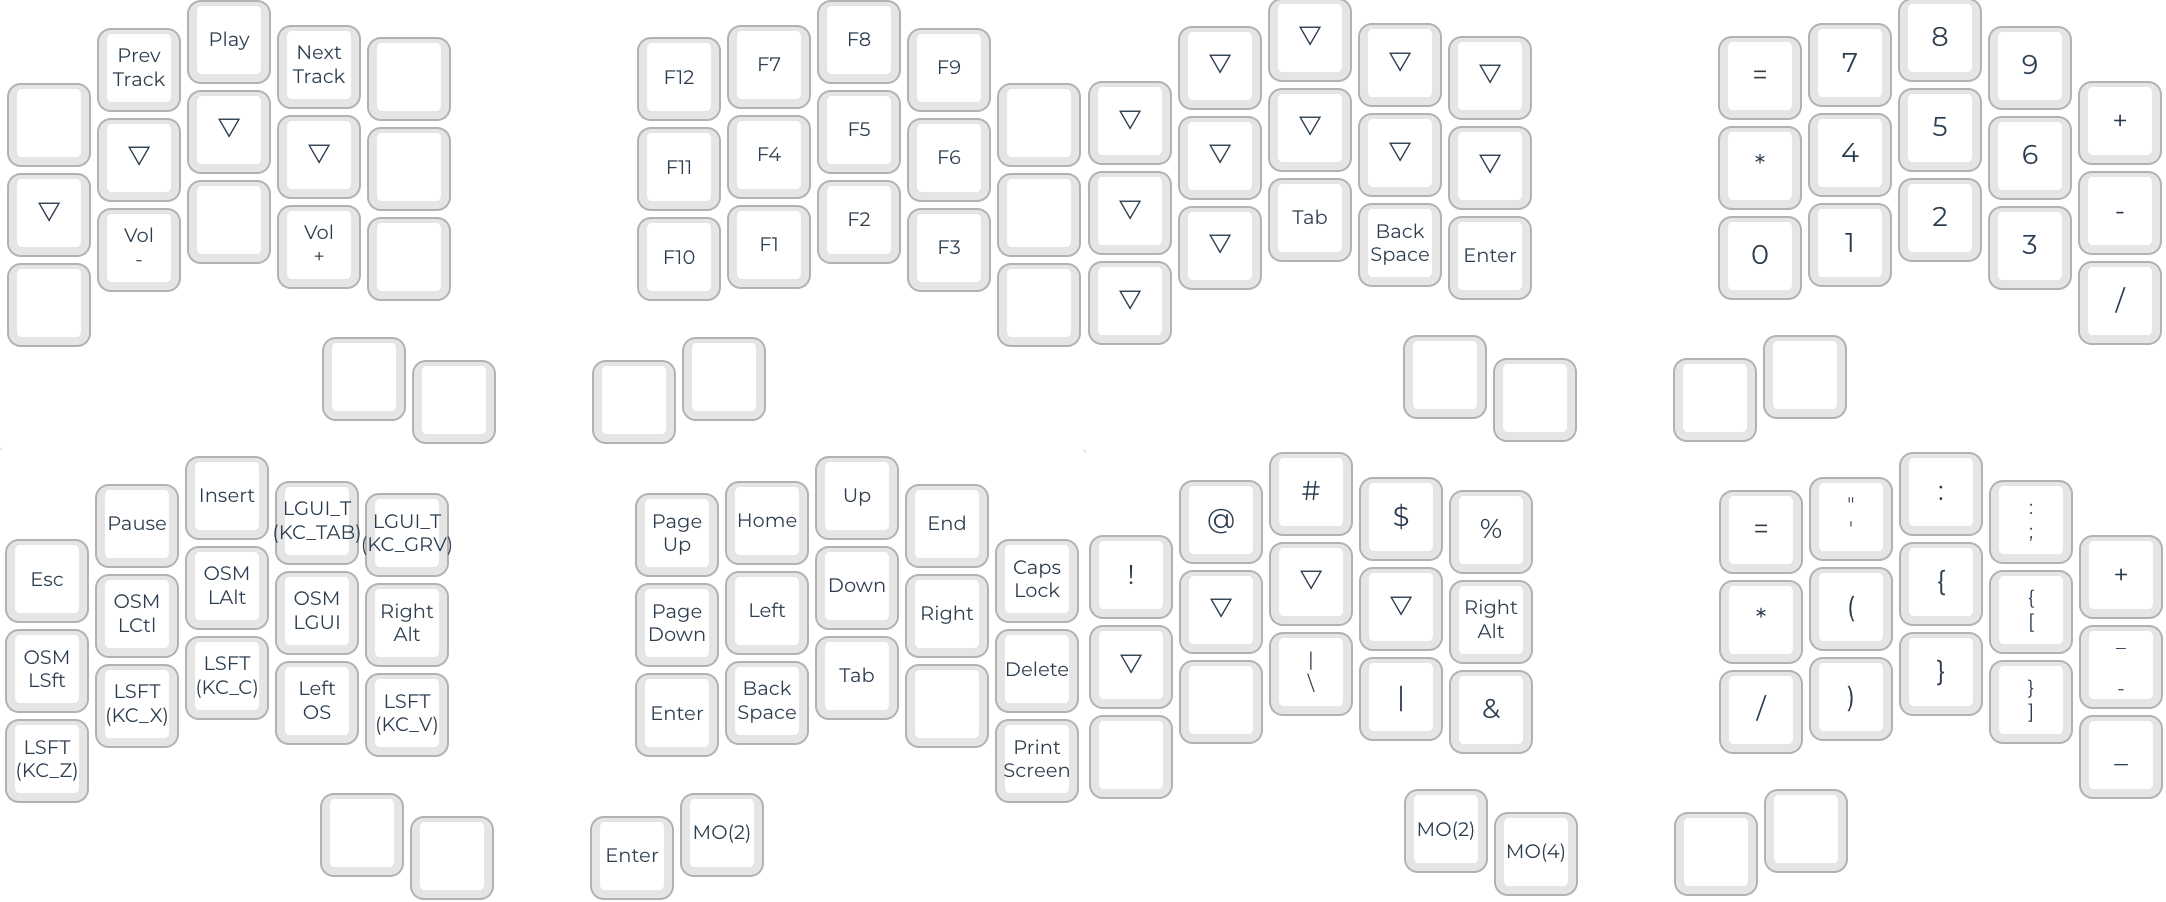 Prev
Track
Play
Next
Track
▽
▽
▽
▽
Vol
-
Vol
+
F12
F7
F8
F9
F11
F4
F5
F6
F10
F1
F2
F3
▽
▽
▽
▽
▽
▽
▽
▽
▽
▽
▽
▽
Tab
Back
Space
Enter
=
7
8
9
+
*
4
5
6
-
0
1
2
3
/
Esc
Pause
Insert
LGUI_T
(KC_TAB)
LGUI_T
(KC_GRV)
OSM
LSft
OSM
LCtl
OSM
LAlt
OSM
LGUI
Right
Alt
LSFT
(KC_Z)
LSFT
(KC_X)
LSFT
(KC_C)
Left
OS
LSFT
(KC_V)
Page
Up
Home
Up
End
Caps
Lock
Page
Down
Left
Down
Right
Delete
Enter
Back
Space
Tab
Print
Screen
Enter
MO(2)
!
@
#
$
%
▽
▽
▽
▽
Right
Alt
|
\
|
&
MO(2)
MO(4)
=
"
'
:
:
;
+
*
(
{
{
[
_
-
/
)
}
}
]
_